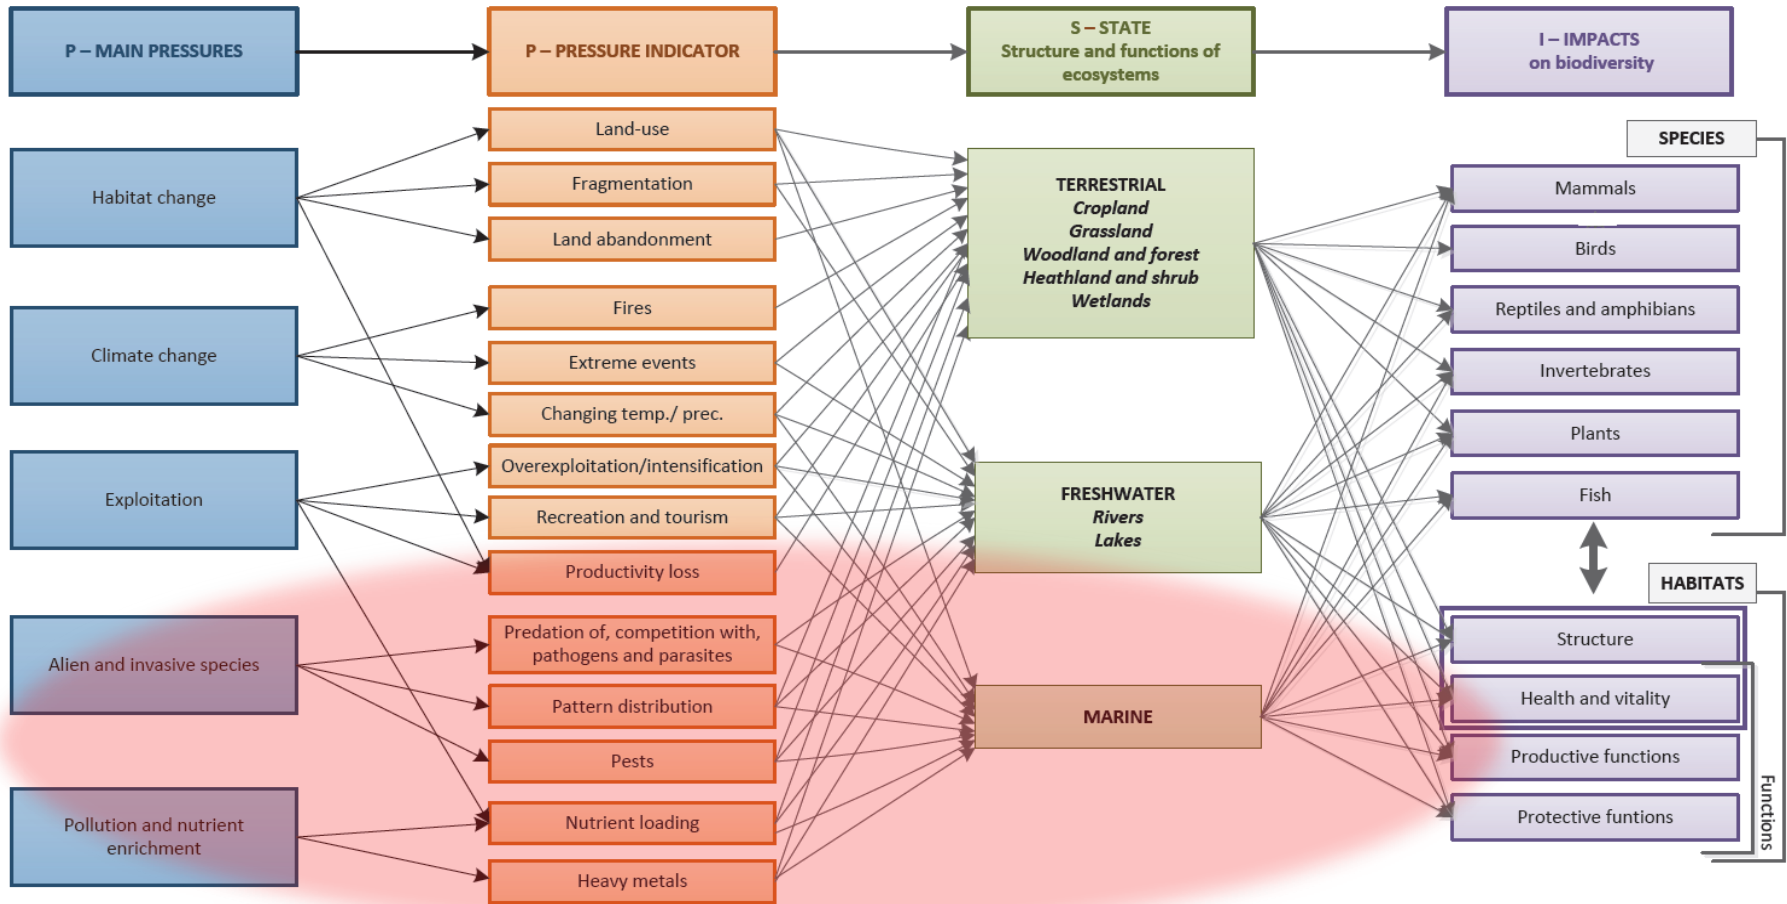 P – MAIN PRESSURES
P – PRESSURE INDICATOR
S – STATE
Structure and functions of
ecosystems
I – IMPACTS
on biodiversity
Habitat change
Climate change
Exploitation
Alien and invasive species
Pollution and nutrient
enrichment
Land-use
Fragmentation
Land abandonment
Fires
Extreme events
Changing temp./ prec.
Overexploitation/intensification
Recreation and tourism
Productivity loss
Predation of, competition with,
pathogens and parasites
Pattern distribution
Pests
Nutrient loading
Heavy metals
TERRESTRIAL
Cropland
Grassland
Woodland and forest
Heathland and shrub
Wetlands
FRESHWATER
Rivers
Lakes
MARINE
SPECIES
Mammals
Birds
Reptiles and amphibians
Invertebrates
Plants
Fish
HABITATS
Structure
Health and vitality
Productive functions
Protective funtions
Functions